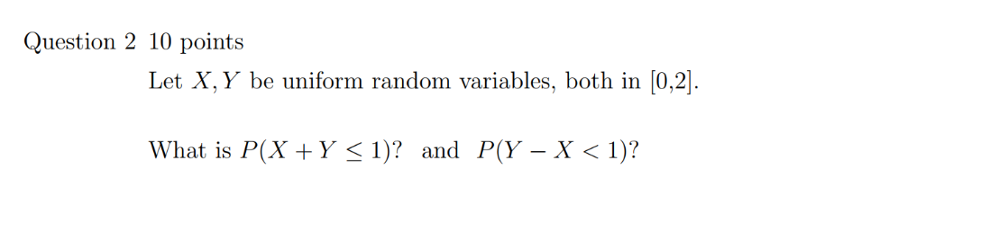 Question 2 10 points
Let X, Y be uniform random variables, both in [0,2].
What is P(X + Y ≤ 1)? and P(Y − X < 1)?